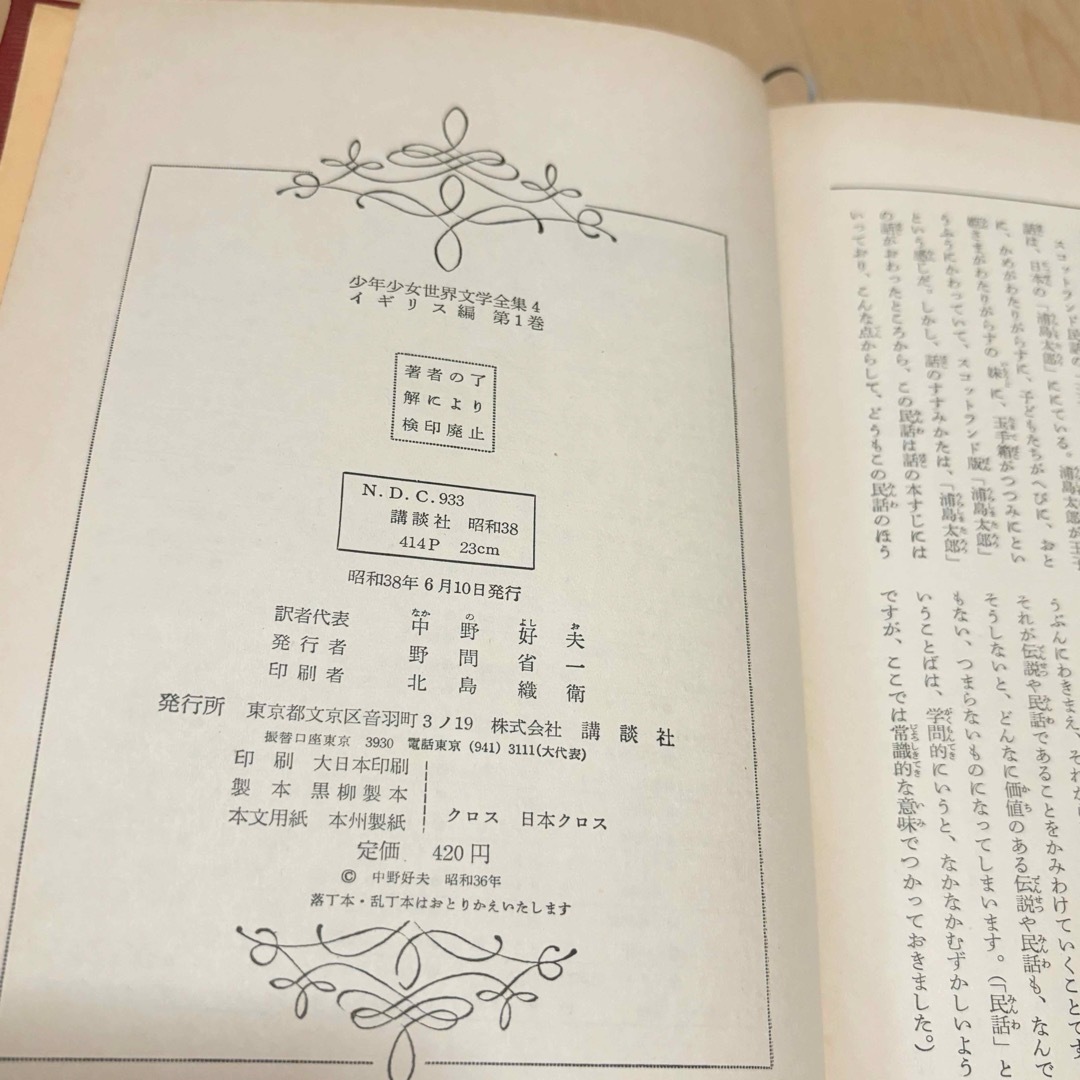 少年少女世界文学全集4
イギリス編 第1巻
著者の了
解により
検印廃止
N.D.C.933
講談社 昭和38
414P 23cm
昭和38年6月10日発行
訳者代表 中野好夫
なか の よし お
発行者 野間省一
印刷者 北島織衛
発行所 東京都文京区音羽町3ノ19 株式会社 講談社
振替口座東京 3930 電話東京(941)3111(大代表)
印刷 大日本印刷
製本 黒柳製本
本文用紙 本州製紙
クロス 日本クロス
定価 420円
© 中野好夫 昭和36年
落丁本・乱丁本はおとりかえいたします
スコットランド民話の
話は、日本の「浦島太郎」ににている。浦島太郎が玉手
に、かめがわたりがらすに、子どもたちがへびに、おと
姫さまがわたりがらすの妹に、玉手箱がつつみにとい
うふうにかわっていて、スコットランド版「浦島太郎」
という感じだ。しかし、話のすすみかたは、「浦島太郎」
の話がおわったところから、この民話は話の本すじには
いっており、こんな点からして、どうもこの民話のほう
うぶんにわきまえ、それが
それが伝説や民話であることをかみわけていくことです
そうしないと、どんなに価値のある伝説や民話も、なんで
もない、つまらないものになってしまいます。(「民話」と
いうことばは、学問的にいうと、なかなかむずかしいよう
ですが、ここでは常識的な意味でつかっておきました。)